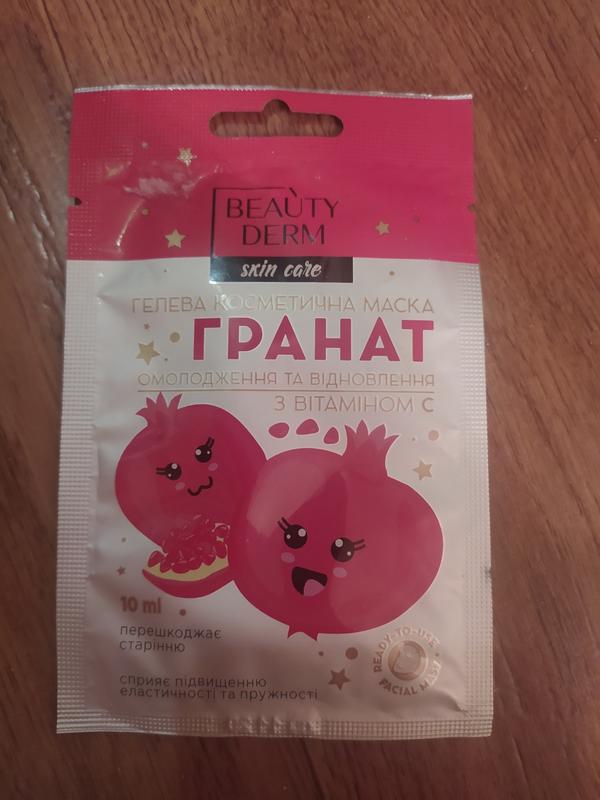 BEAUTY
DERM
skin care
ГЕЛЕВА КОСМЕТИЧНА МАСКА
ГРАНАТ
ОМОЛОДЖЕННЯ ТА ВІДНОВЛЕННЯ
З ВІТАМІНОМ С
10 ml
перешкоджає
старінню
сприяє підвищенню
еластичності та пружності
READY-TO-USE
FACIAL MASK